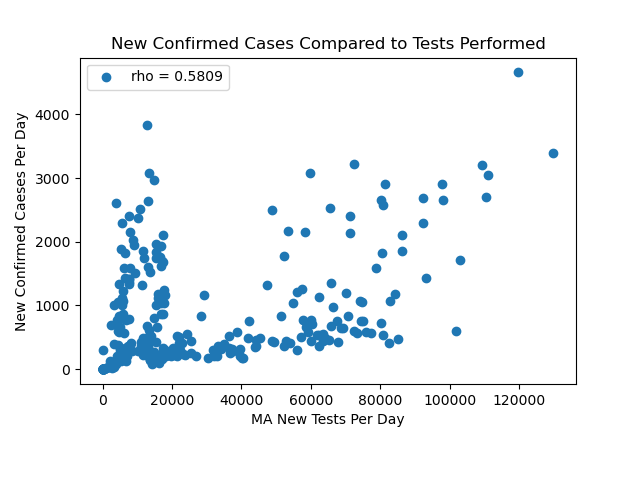 New Confirmed Cases Compared to Tests Performed
rho = 0.5809
New Confirmed Caeses Per Day
4000
3000
2000
1000
0
0 20000 40000 60000 80000 100000 120000
MA New Tests Per Day